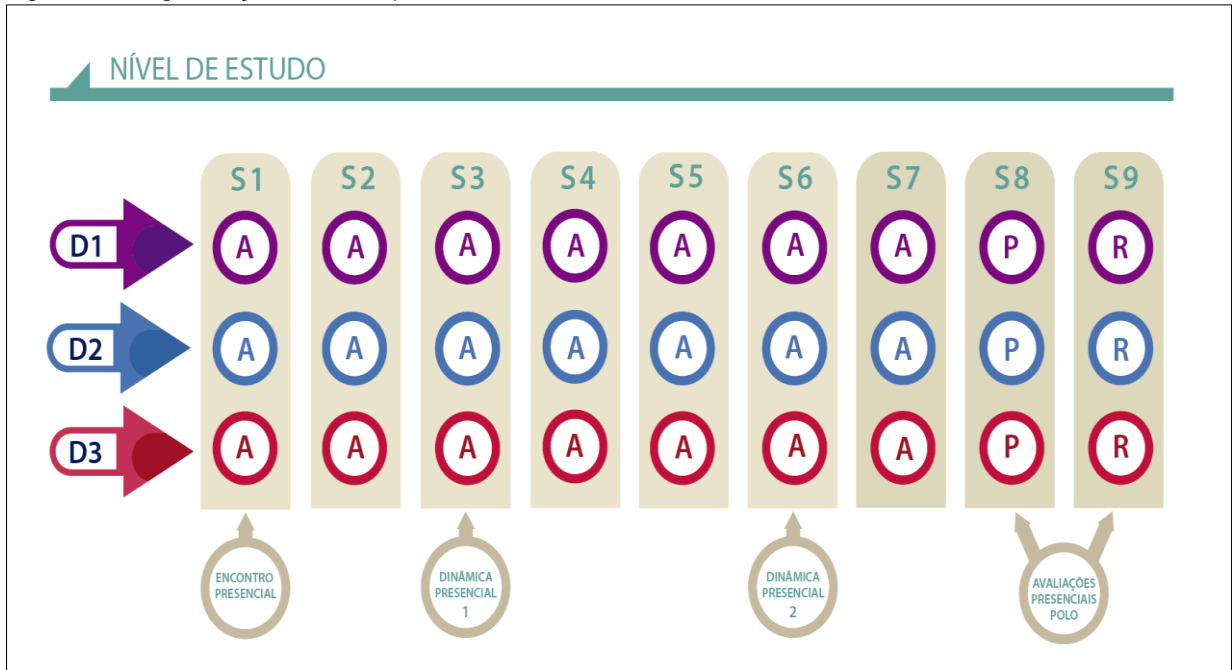 NÍVEL DE ESTUDO
S1 S2 S3 S4 S5 S6 S7 S8 S9
D1 A A A A A A A P R
D2 A A A A A A A P R
D3 A A A A A A A P R
ENCONTRO
PRESENCIAL
DINÂMICA
PRESENCIAL
1
DINÂMICA
PRESENCIAL
2
AVALIAÇÕES
PRESENCIAIS
POLO